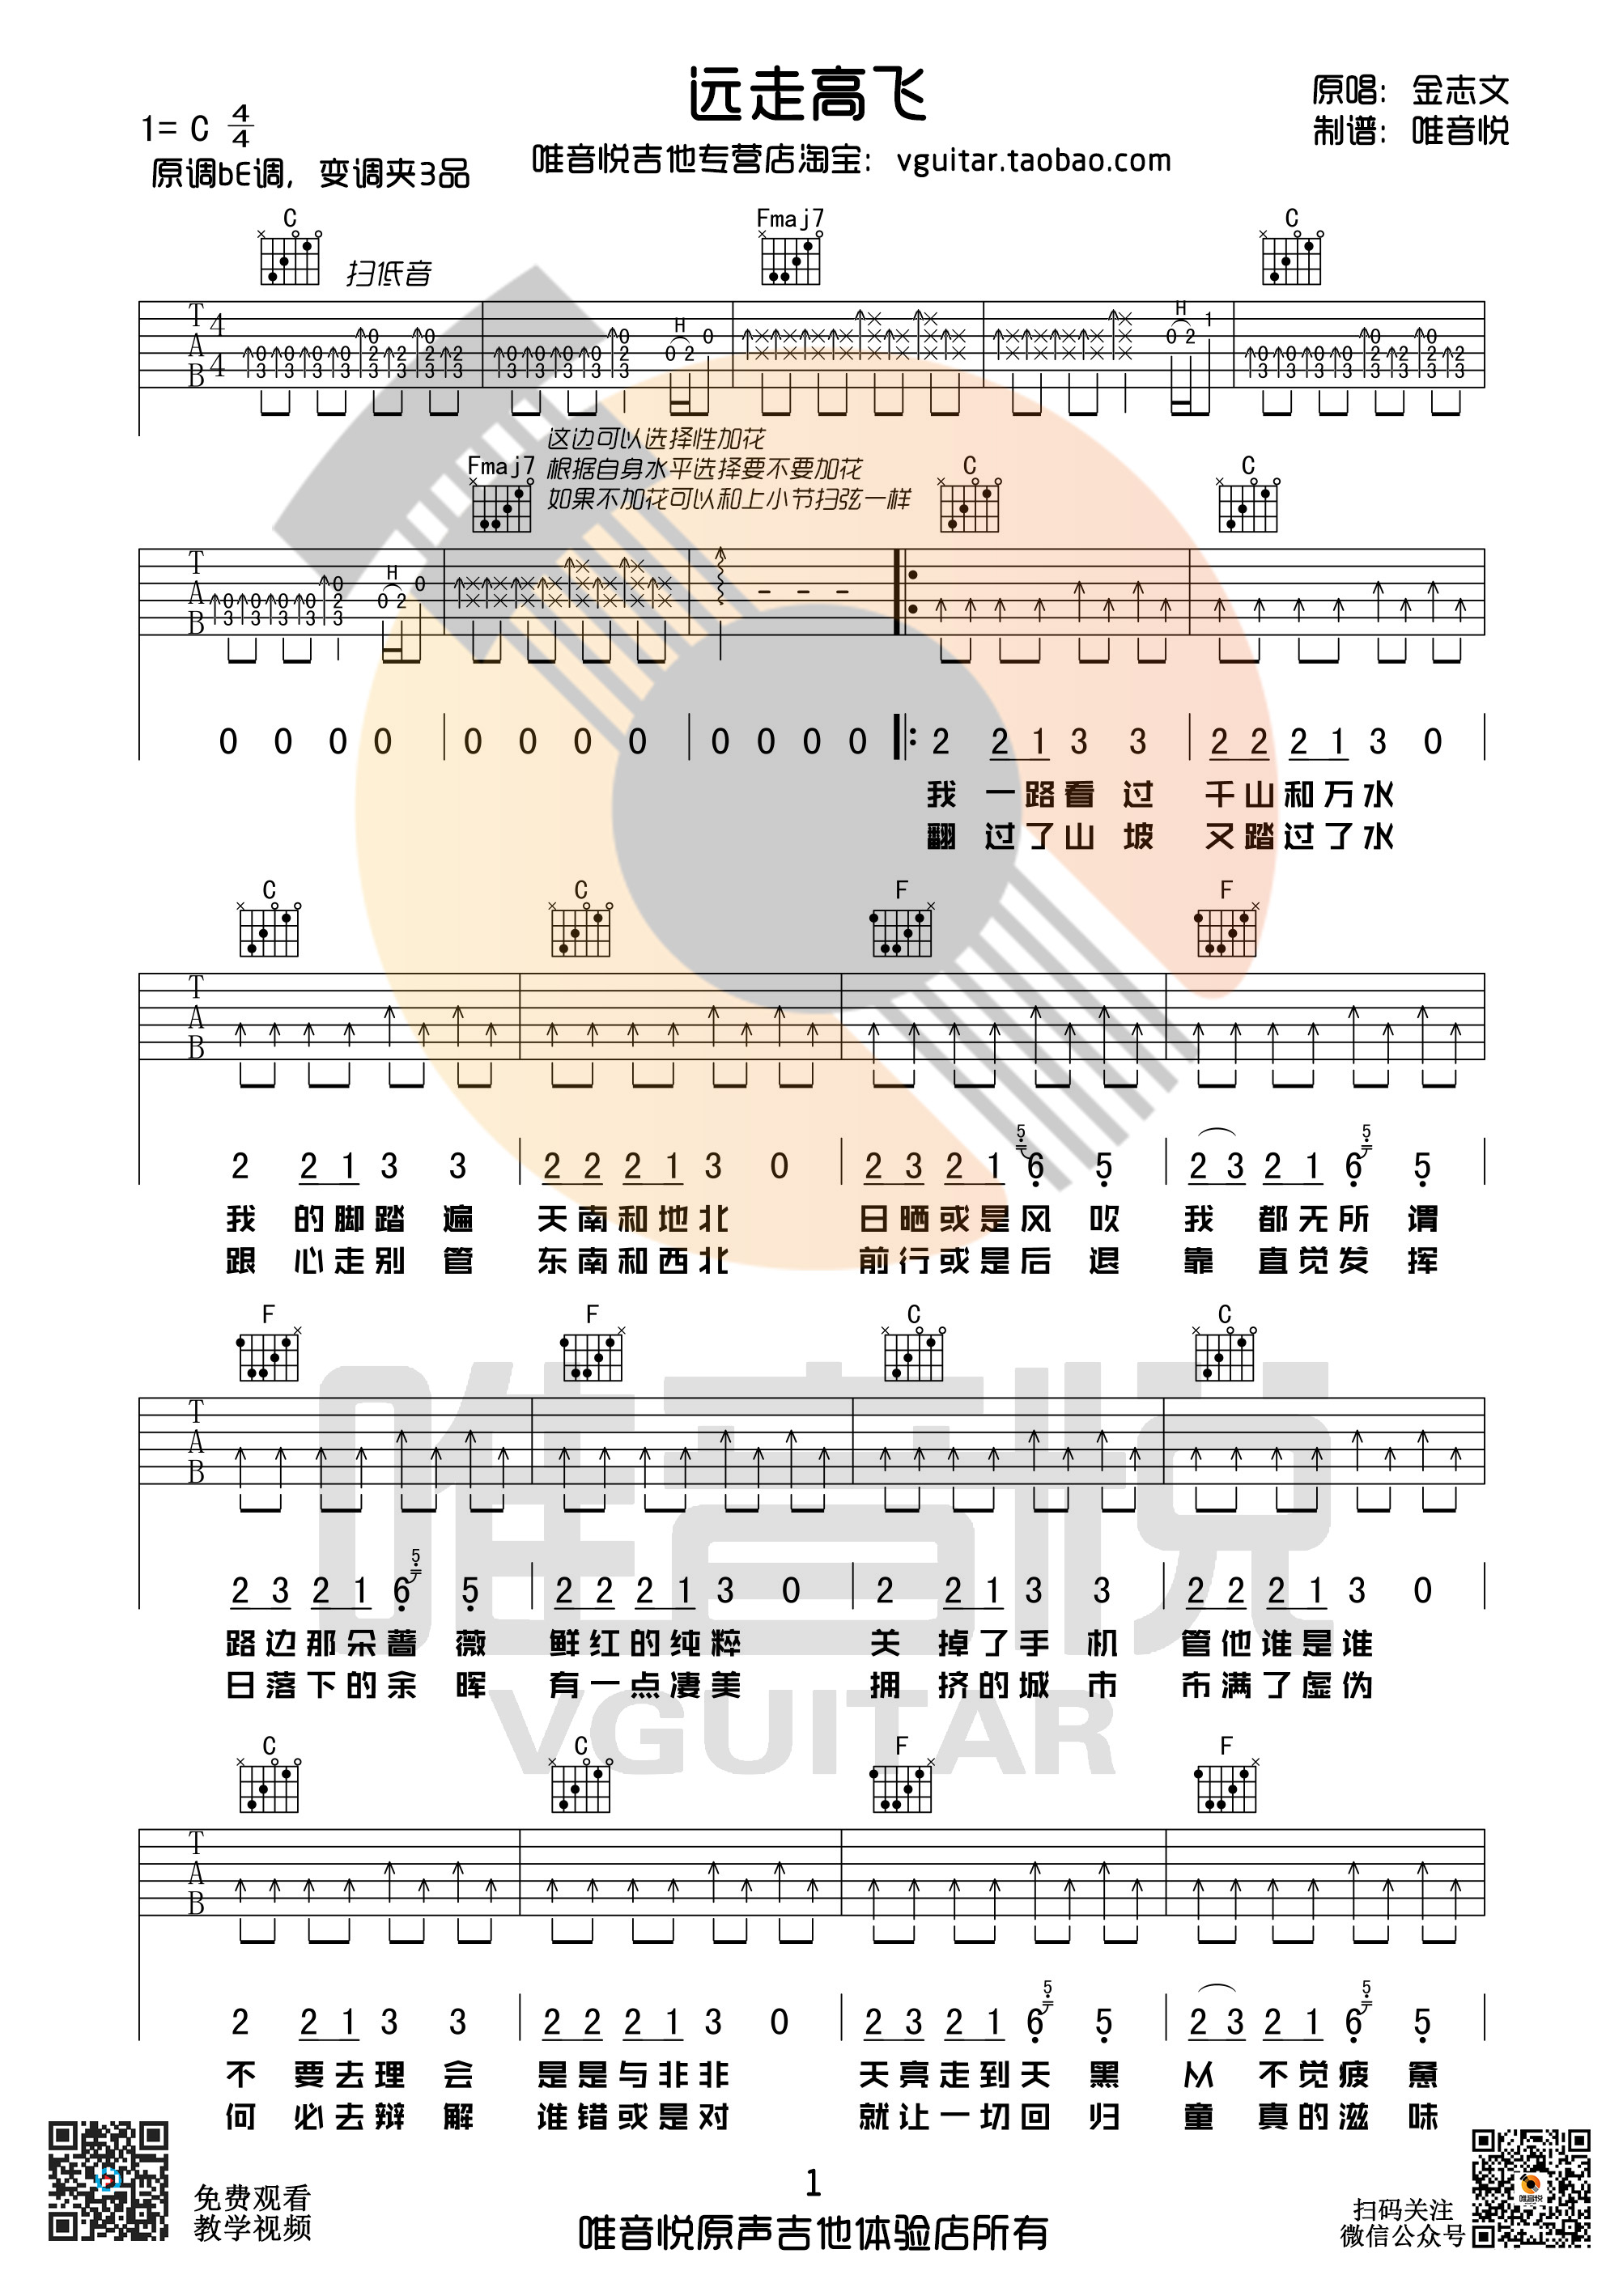 远走高飞
1= C 4/4
原调bE调，变调夹3品
唯音悦吉他专营店淘宝：vguitar.taobao.com
原唱：金志文
制谱：唯音悦
C Fmaj7 C
扫低音
T A B 4 4
H H
这边可以选择性加花
根据自身水平选择要不要加花
如果不加花可以和上小节扫弦一样
Fmaj7 C C
T A B
H
0 0 0 0 0 0 0 0 0 0 0 0 2 2 1 3 3 2 2 2 1 3 0
我 一路看 过 千山和万水
翻 过了山 坡 又踏过了水
C C F F
T A B
2 2 1 3 3 2 2 2 1 3 0 2 3 2 1 5 6 5 2 3 2 1 6 5 5
我 的脚踏 遍 天南和地北 日晒或是风 吹 我 都无所 谓
跟 心走别 管 东南和西北 前行或是后 退 靠 直觉发 挥
F F C C
T A B
2 3 2 1 6 5 5 2 2 2 1 3 0 2 2 1 3 3 2 2 2 1 3 0
路边那朵蔷 薇 鲜红的纯粹 关 掉了手 机 管他谁是谁
日落下的余 晖 有一点凄美 拥 挤的城 市 布满了虚伪
唯音悦
VGUITAR
C C F F
T A B
2 2 1 3 3 2 2 2 1 3 0 2 3 2 1 6 5 5 2 3 2 1 6 5 5
不 要去理 会 是是与非非 天亮走到天 黑 从 不觉疲 惫
何 必去辩 解 谁错或是对 就让一切回 归 童 真的滋 味
免费观看
教学视频
1
唯音悦原声吉他体验店所有
扫码关注
微信公众号
唯音悦